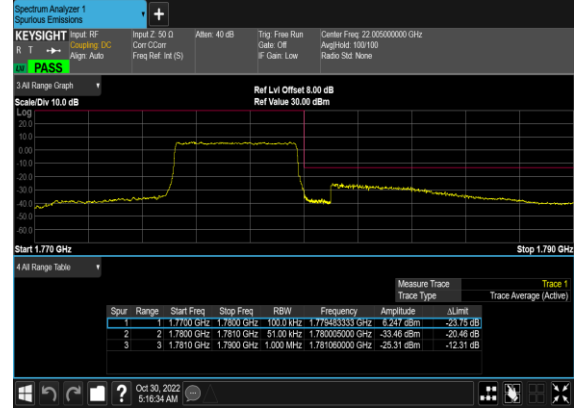 Spectrum Analyzer 1
Spurious Emissions
+
KEYSIGHT Input: RF Input Z: 50 Ω Atten: 40 dB Trig: Free Run Center Freq: 22.005000000 GHz
R T Coupling: DC Corr CCorr Gate: Off Avg|Hold: 100/100
Align: Auto Freq Ref: Int (S) IF Gain: Low Radio Std: None
PASS
3 All Range Graph Ref Lvl Offset 8.00 dB
Scale/Div 10.0 dB Ref Value 30.00 dBm
Log
20.0
10.0
0.00
-10.0
-20.0
-30.0
-40.0
-50.0
-60.0
Start 1.770 GHz Stop 1.790 GHz
4 All Range Table
Measure Trace Trace 1
Trace Type Trace Average (Active)
Spur Range Start Freq Stop Freq RBW Frequency Amplitude ΔLimit
1 1 1.7700 GHz 1.7800 GHz 100.0 kHz 1.779483333 GHz 6.247 dBm -23.75 dB
2 2 1.7800 GHz 1.7810 GHz 51.00 kHz 1.780005000 GHz -33.46 dBm -20.46 dB
3 3 1.7810 GHz 1.7900 GHz 1.000 MHz 1.781060000 GHz -25.31 dBm -12.31 dB
? Oct 30, 2022
5:16:34 AM